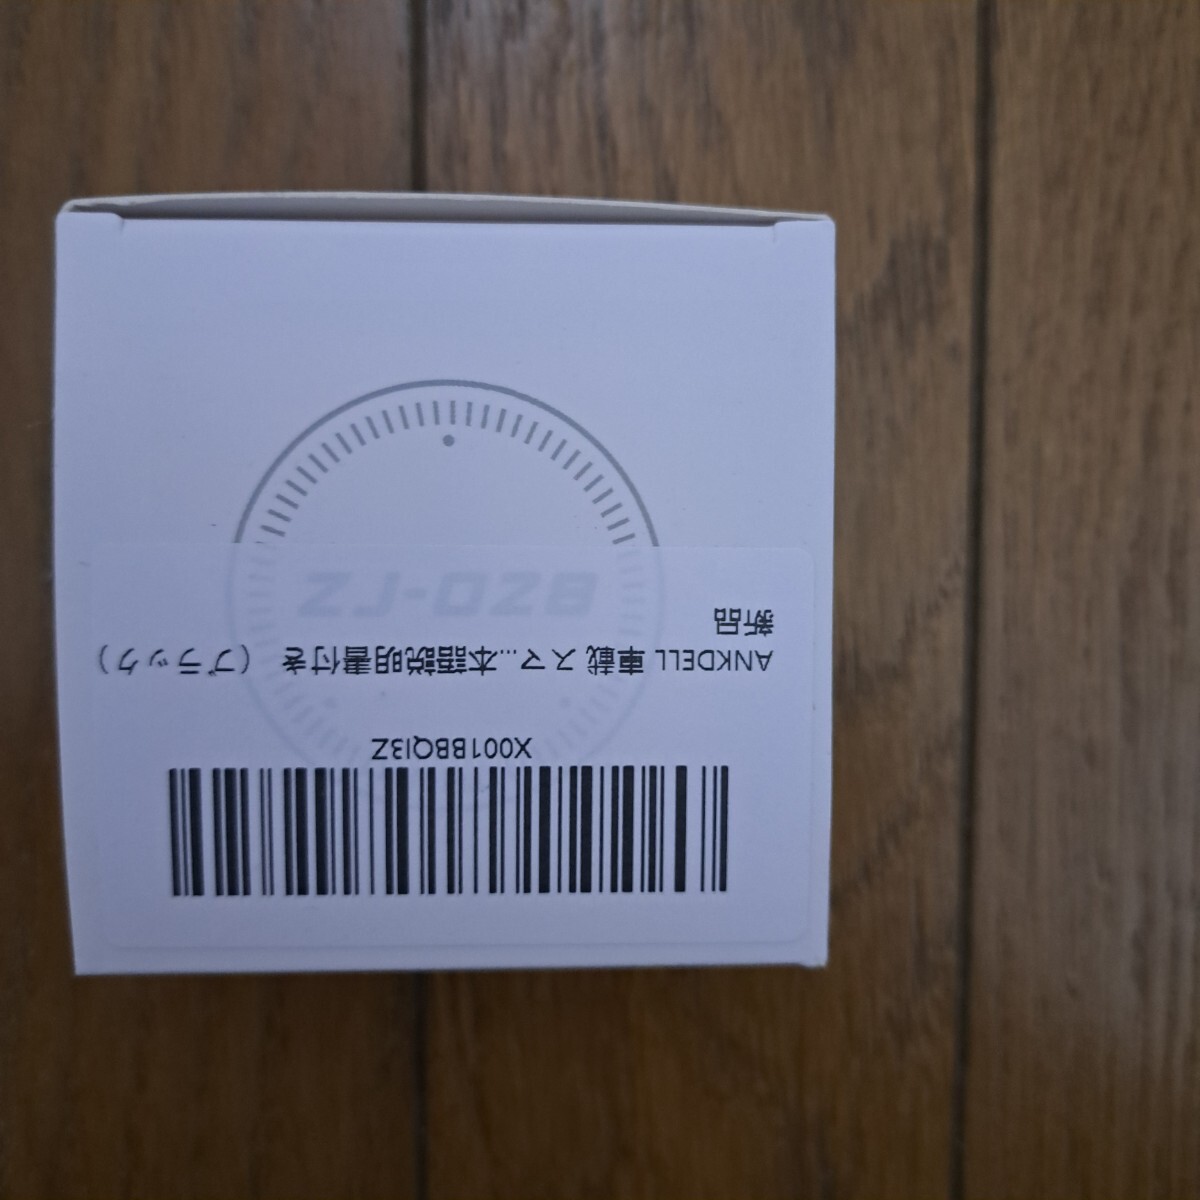 X001BBQI3Z
ANKDELL 車載 スマ...本語説明書付き （ブラック）
新品
ZJ-028